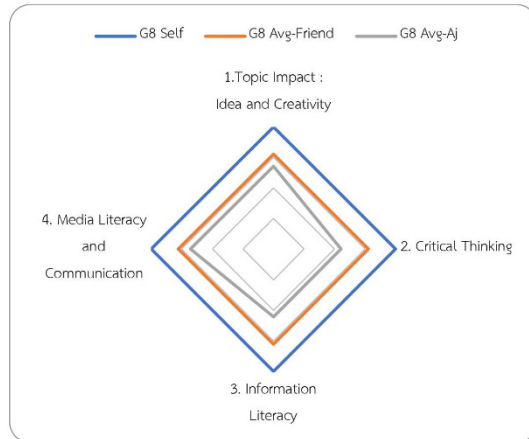 G8 Self G8 Avg-Friend G8 Avg-Aj
1.Topic Impact :
Idea and Creativity
4. Media Literacy
and
Communication
2. Critical Thinking
3. Information
Literacy